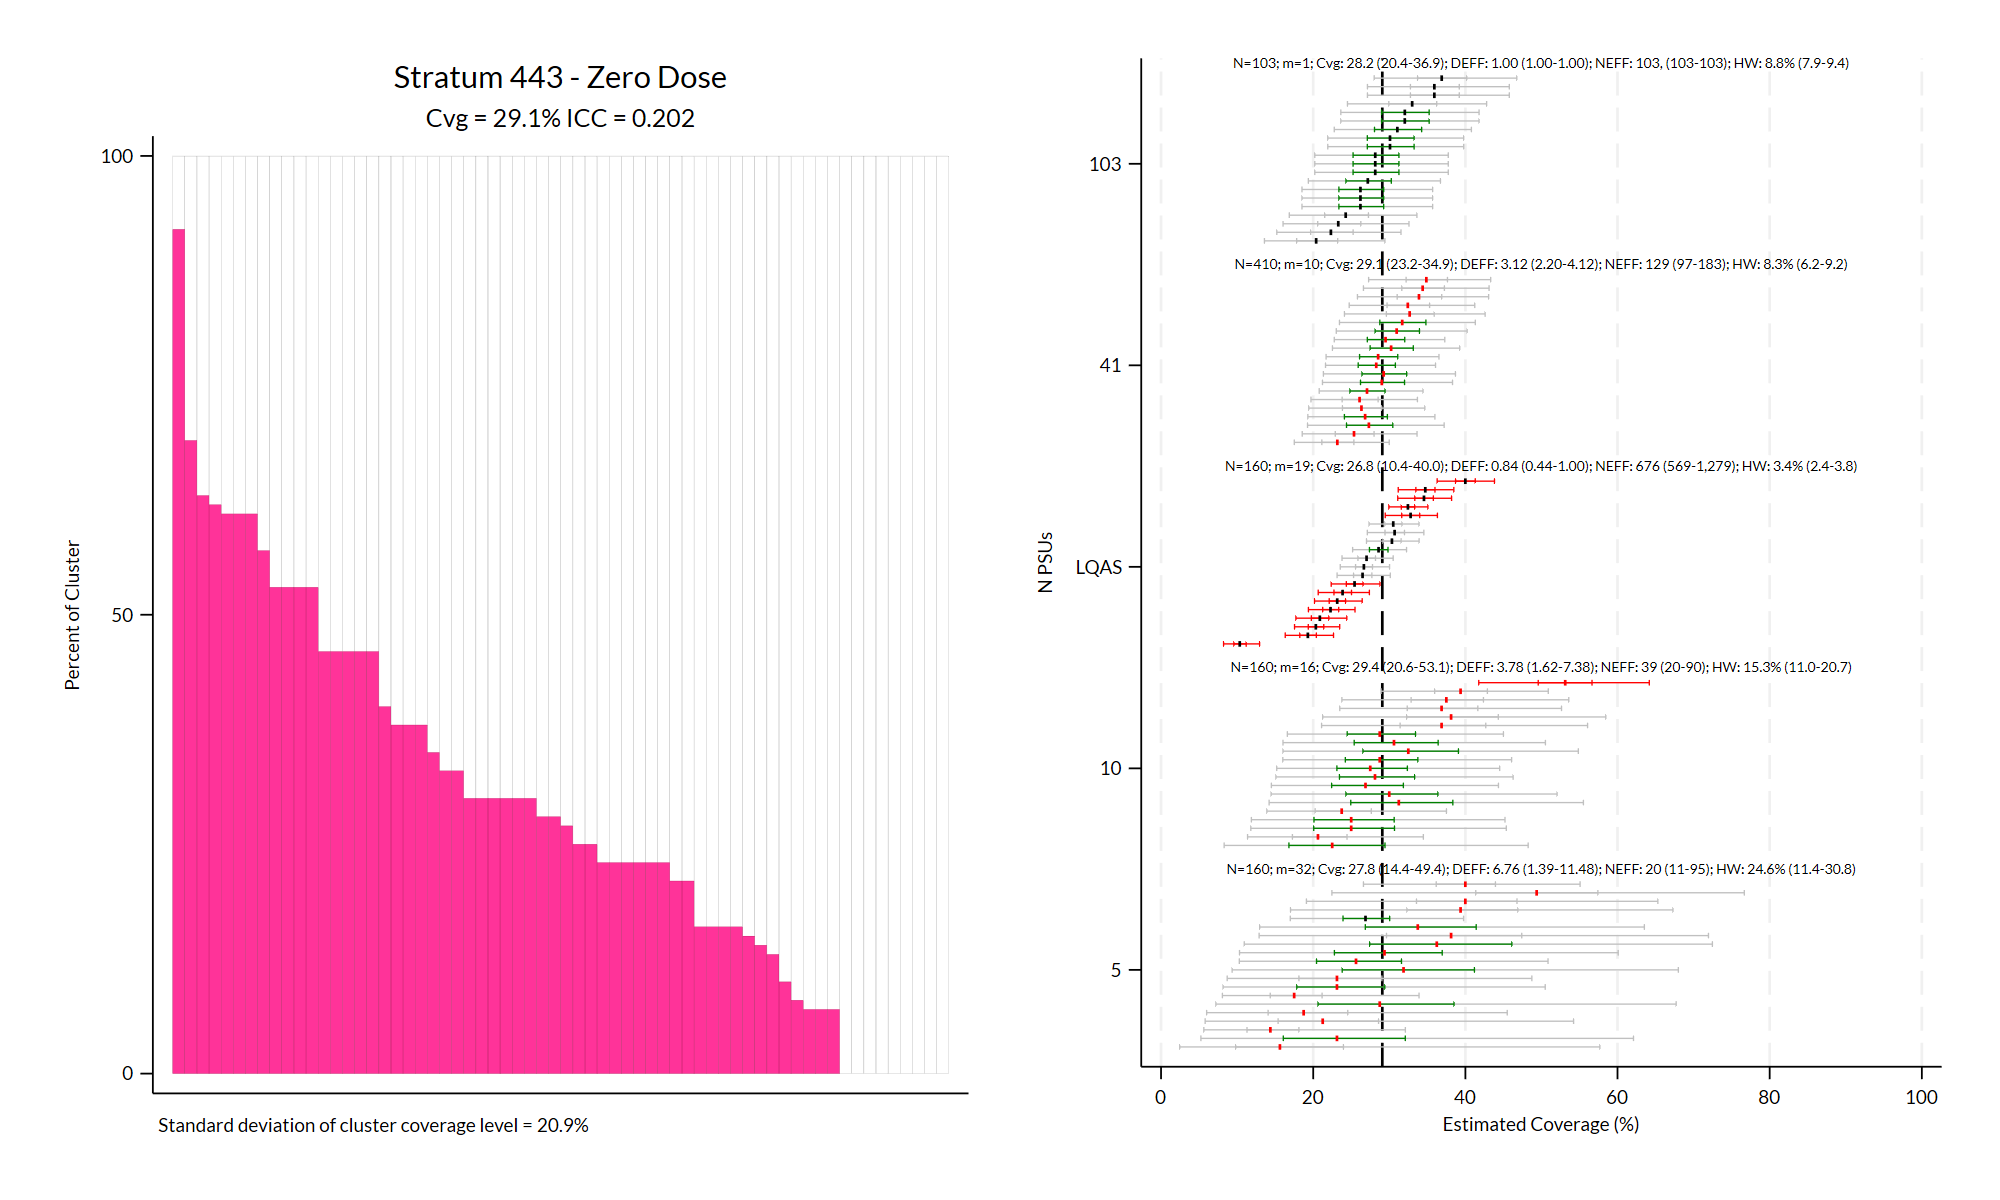 Stratum 443 - Zero Dose
Cvg = 29.1% ICC = 0.202
100
50
0
Percent of Cluster
Standard deviation of cluster coverage level = 20.9%
N=103; m=1; Cvg: 28.2 (20.4-36.9); DEFF: 1.00 (1.00-1.00); NEFF: 103, (103-103); HW: 8.8% (7.9-9.4)
103
N=410; m=10; Cvg: 29.1 (23.2-34.9); DEFF: 3.12 (2.20-4.12); NEFF: 129 (97-183); HW: 8.3% (6.2-9.2)
41
N=160; m=19; Cvg: 26.8 (10.4-40.0); DEFF: 0.84 (0.44-1.00); NEFF: 676 (569-1,279); HW: 3.4% (2.4-3.8)
LQAS
N PSUs
N=160; m=16; Cvg: 29.4 (20.6-53.1); DEFF: 3.78 (1.62-7.38); NEFF: 39 (20-90); HW: 15.3% (11.0-20.7)
10
N=160; m=32; Cvg: 27.8 (14.4-49.4); DEFF: 6.76 (1.39-11.48); NEFF: 20 (11-95); HW: 24.6% (11.4-30.8)
5
0 20 40 60 80 100
Estimated Coverage (%)